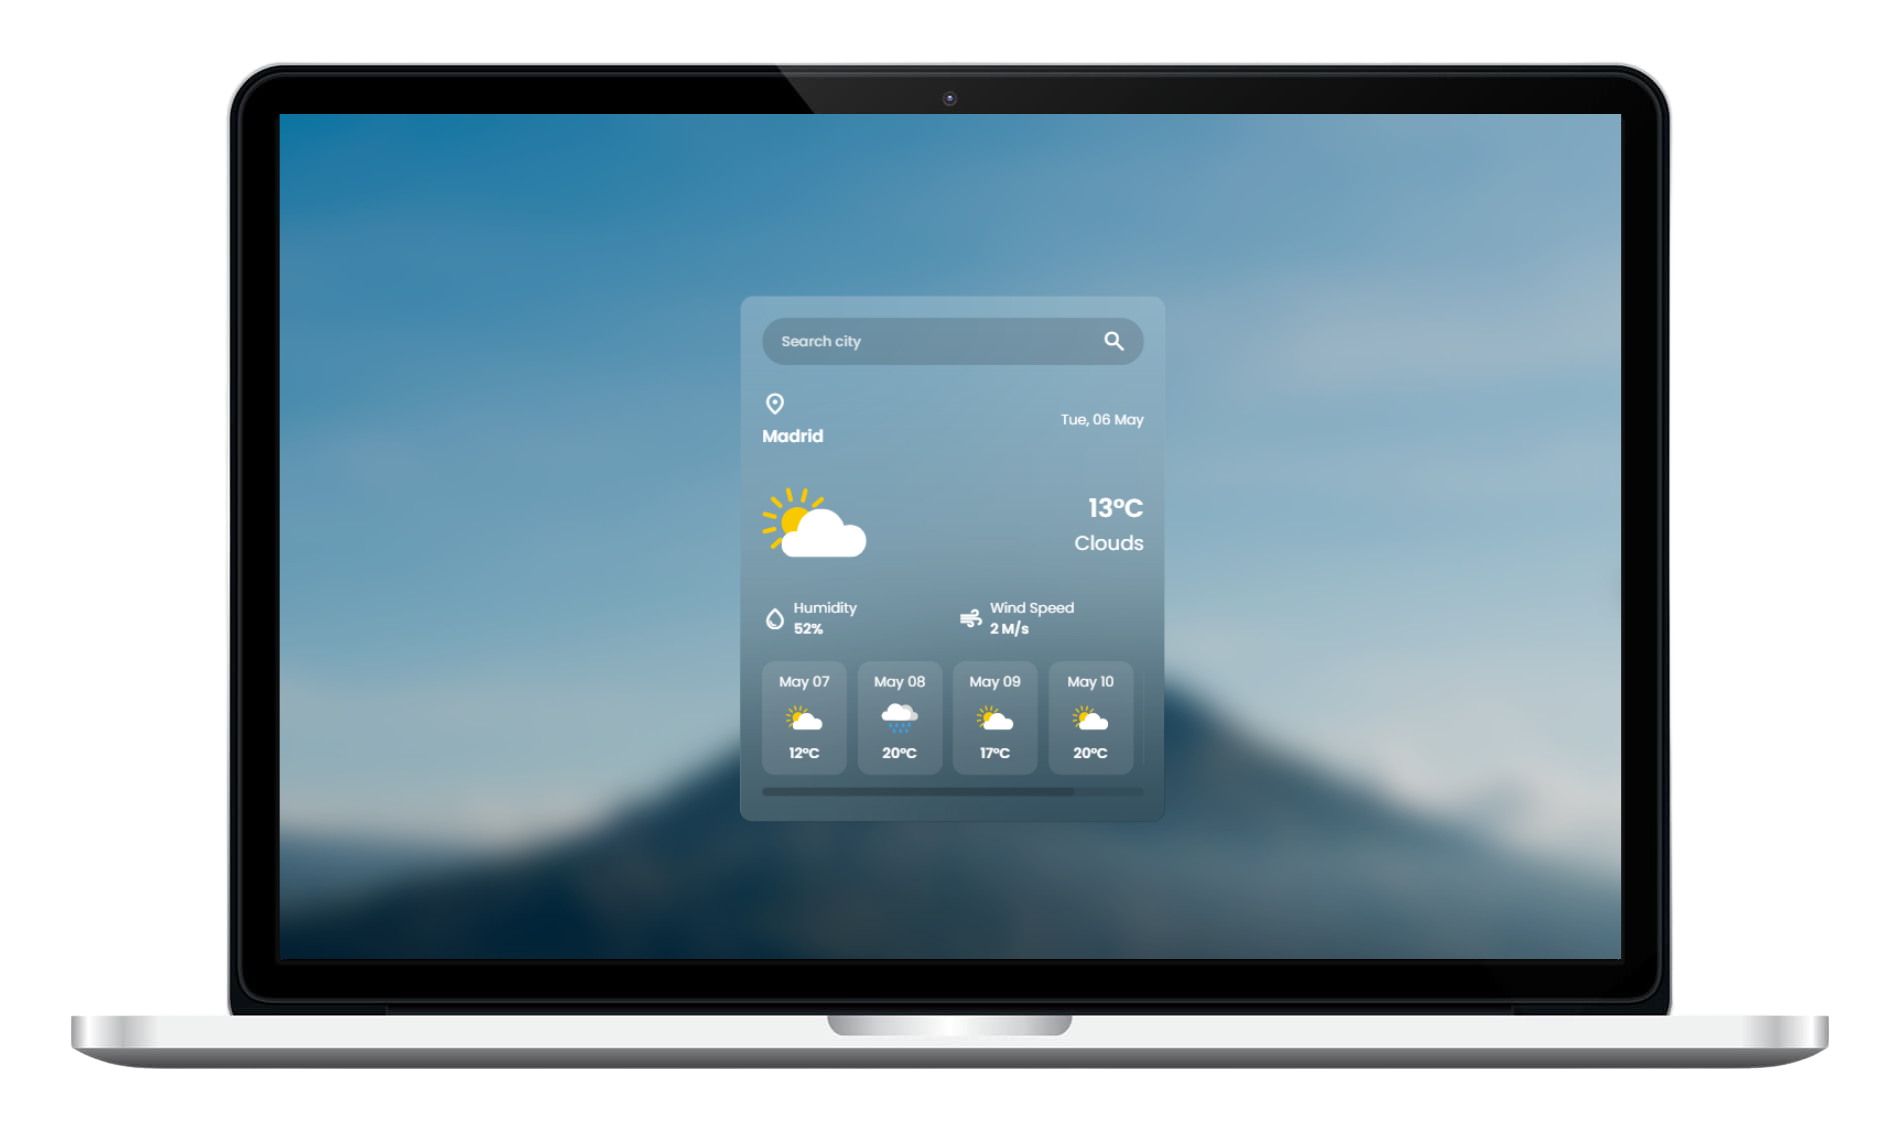 Search city
Madrid
Tue, 06 May
13°C
Clouds
Humidity
52%
Wind Speed
2 M/s
May 07
12°C
May 08
20°C
May 09
17°C
May 10
20°C